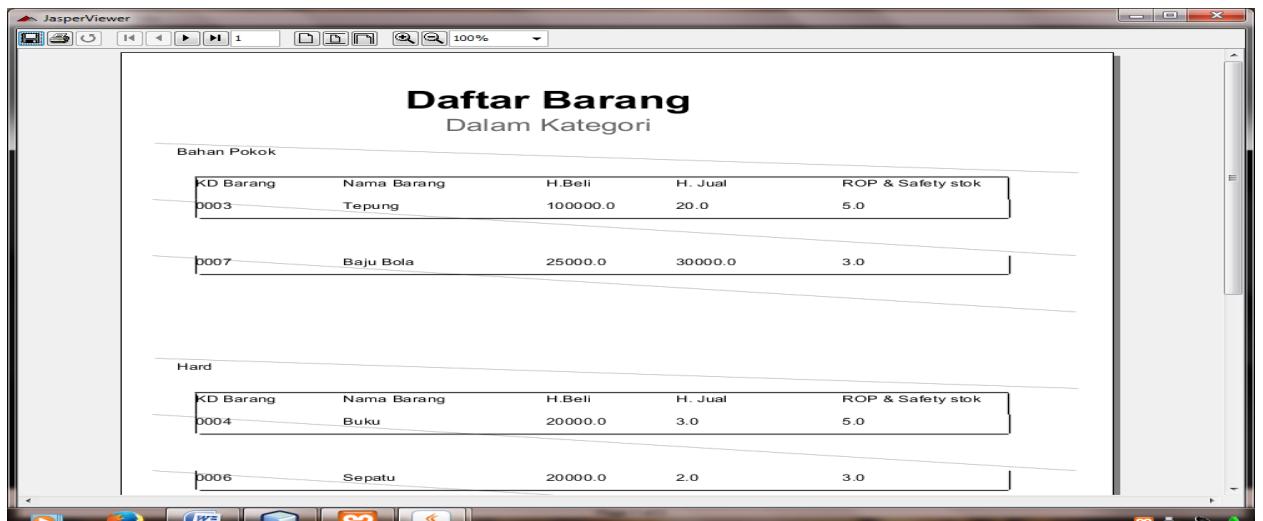 JasperViewer
1 100%
Daftar Barang
Dalam Kategori
Bahan Pokok
KD Barang Nama Barang H.Beli H. Jual ROP & Safety stok
0003 Tepung 100000.0 20.0 5.0
0007 Baju Bola 25000.0 30000.0 3.0
Hard
KD Barang Nama Barang H.Beli H. Jual ROP & Safety stok
0004 Buku 20000.0 3.0 5.0
0006 Sepatu 20000.0 2.0 3.0